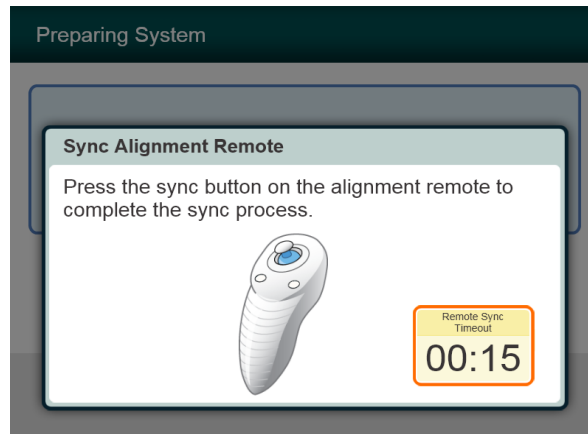 Preparing System
Sync Alignment Remote
Press the sync button on the alignment remote to
complete the sync process.
Remote Sync
Timeout
00:15